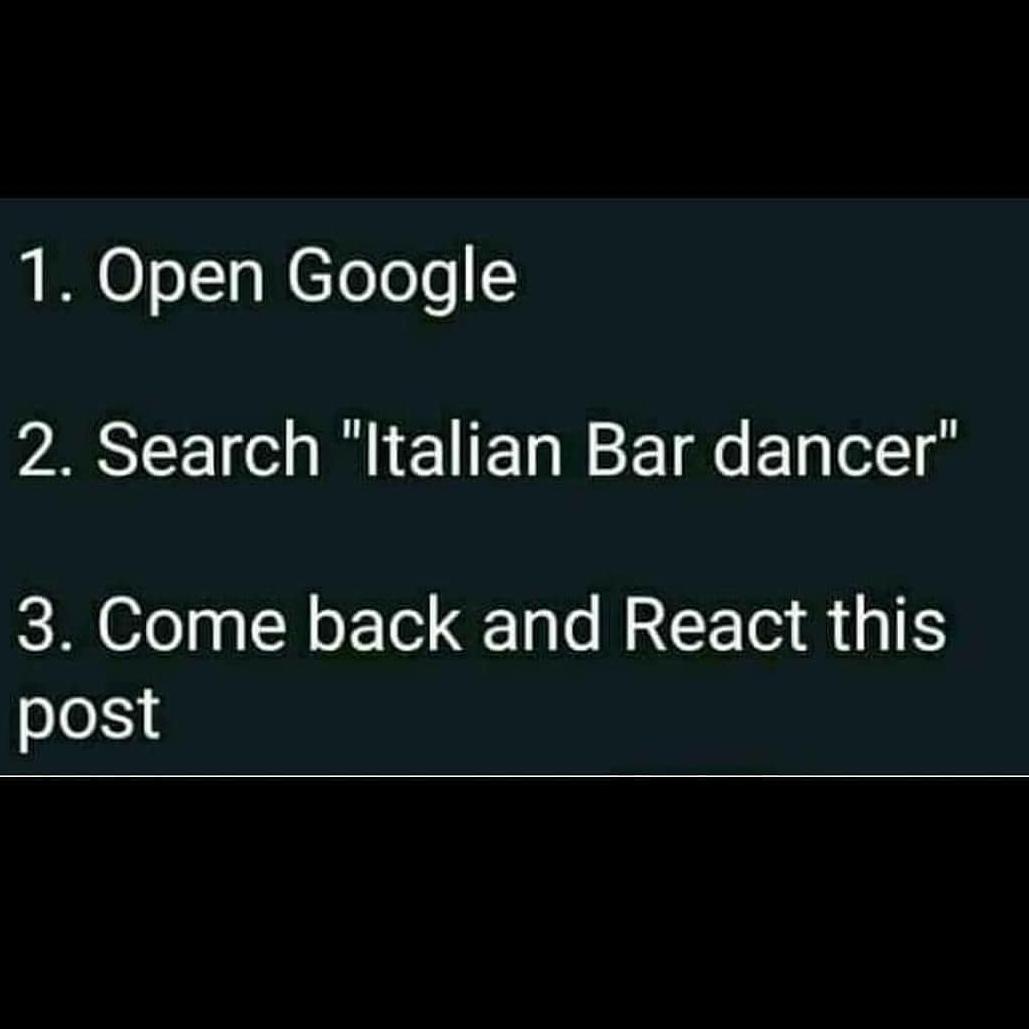 1. Open Google
2. Search "Italian Bar dancer"
3. Come back and React this
post